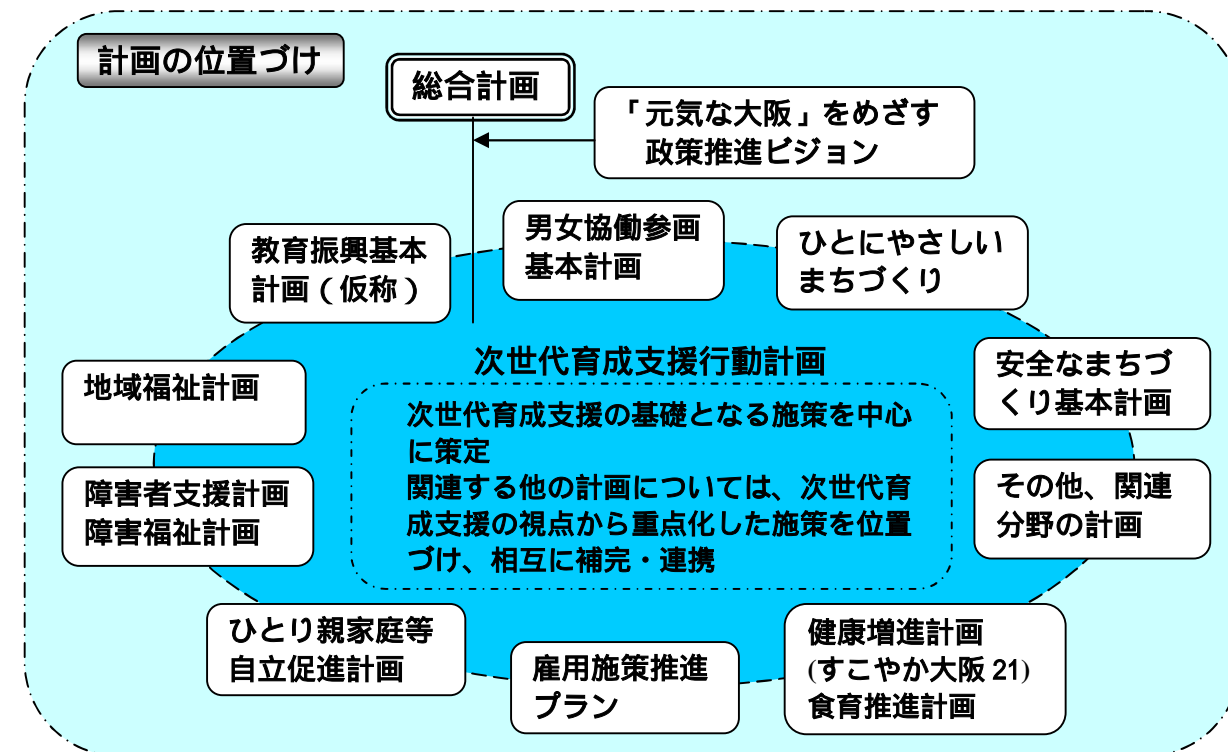 計画の位置づけ
総合計画
「元気な大阪」をめざす
政策推進ビジョン
教育振興基本
計画（仮称）
男女協働参画
基本計画
ひとにやさしい
まちづくり
地域福祉計画
障害者支援計画
障害福祉計画
次世代育成支援行動計画
次世代育成支援の基礎となる施策を中心
に策定
関連する他の計画については、次世代育
成支援の視点から重点化した施策を位置
づけ、相互に補完・連携
安全なまちづ
くり基本計画
その他、関連
分野の計画
ひとり親家庭等
自立促進計画
雇用施策推進
プラン
健康増進計画
(すこやか大阪 21)
食育推進計画